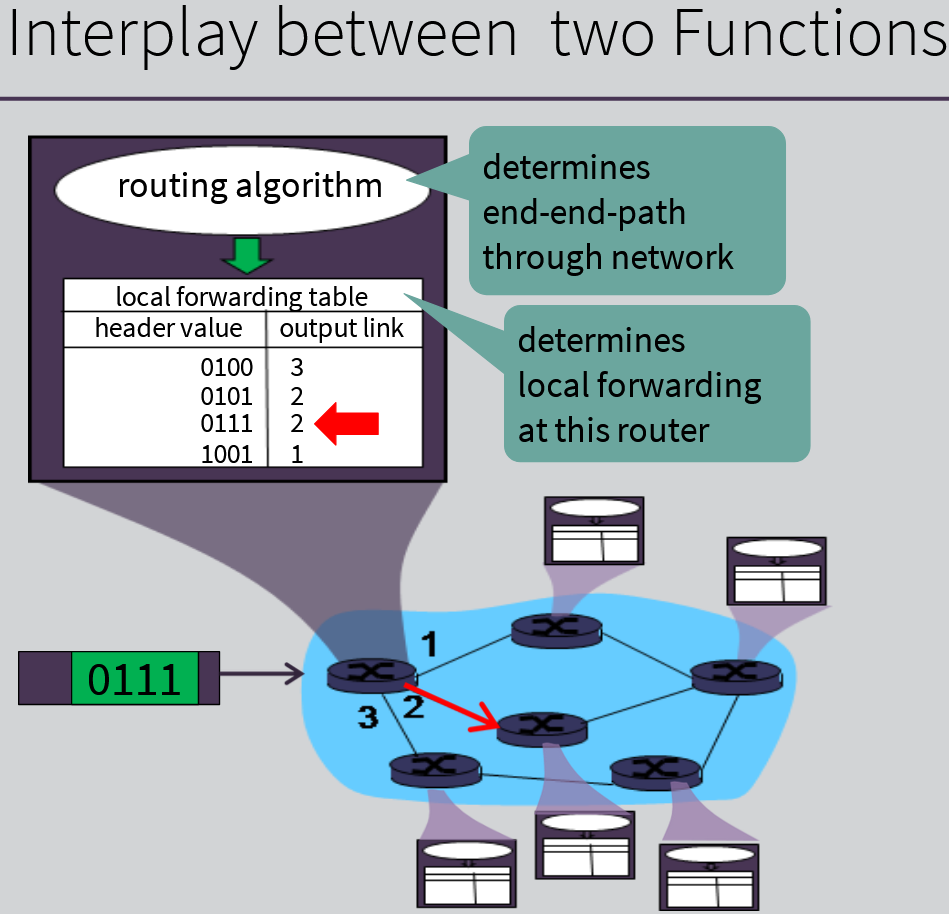 Interplay between two Functions
routing algorithm
determines
end-end-path
through network
local forwarding table
header value output link
0100 3
0101 2
0111 2
1001 1
determines
local forwarding
at this router
0111
1
2
3